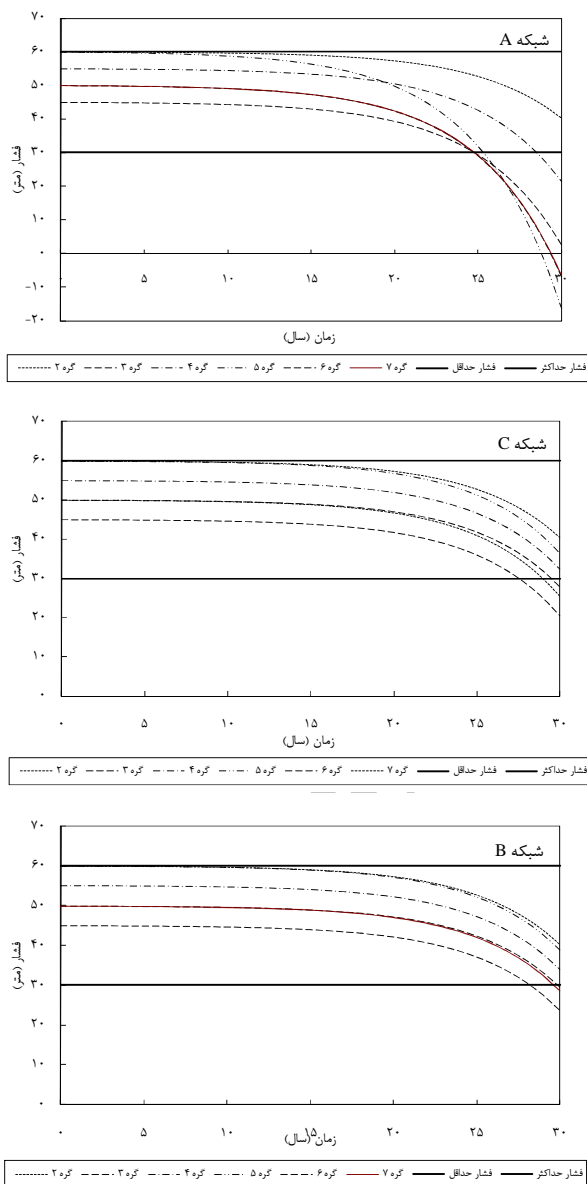 شبکه A
۷۰
۶۰
۵۰
۴۰
۳۰
۲۰
۱۰
۰
-۱۰
-۲۰
فشار (متر)
۰ ۵ ۱۰ ۱۵ ۲۰ ۲۵ ۳۰
زمان (سال)
گره ۲ گره ۳ گره ۴ گره ۵ گره ۶ گره ۷ فشار حداقل فشار حداکثر
شبکه C
۷۰
۶۰
۵۰
۴۰
۳۰
۲۰
۱۰
۰
فشار (متر)
۰ ۵ ۱۰ ۱۵ ۲۰ ۲۵ ۳۰
زمان (سال)
گره ۲ گره ۳ گره ۴ گره ۵ گره ۶ گره ۷ فشار حداقل فشار حداکثر
شبکه B
۷۰
۶۰
۵۰
۴۰
۳۰
۲۰
۱۰
۰
فشار (متر)
۰ ۵ ۱۰ ۱۵ ۲۰ ۲۵ ۳۰
زمان (سال)
گره ۲ گره ۳ گره ۴ گره ۵ گره ۶ گره ۷ فشار حداقل فشار حداکثر